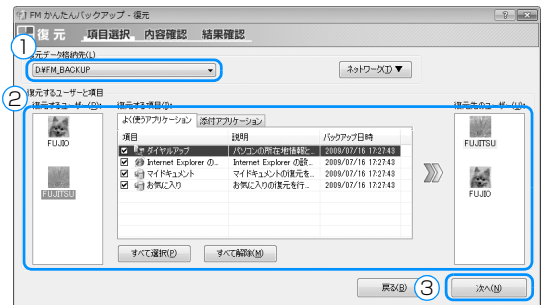 FM かんたんバックアップ - 復元
復 元 項目選択 内容確認 結果確認
①
復元データ格納先(L)
D:¥FM_BACKUP
ネットワーク(T) ▼
復元するユーザーと項目
②
復元するユーザー(P): 復元する項目(I): 復元先のユーザー(U):
よく使うアプリケーション 添付アプリケーション
項目 説明 バックアップ日時
ダイヤルアップ パソコンの所在地情報と... 2009/07/16 17:27:43
Internet Explorer の... Internet Explorer の設... 2009/07/16 17:27:43
マイドキュメント マイドキュメントの復元を... 2009/07/16 17:27:43
お気に入り お気に入りの復元を行... 2009/07/16 17:27:43
FUJIO
FUJITSU
FUJITSU
FUJIO
すべて選択(P) すべて解除(M)
戻る(B) ③ 次へ(N)